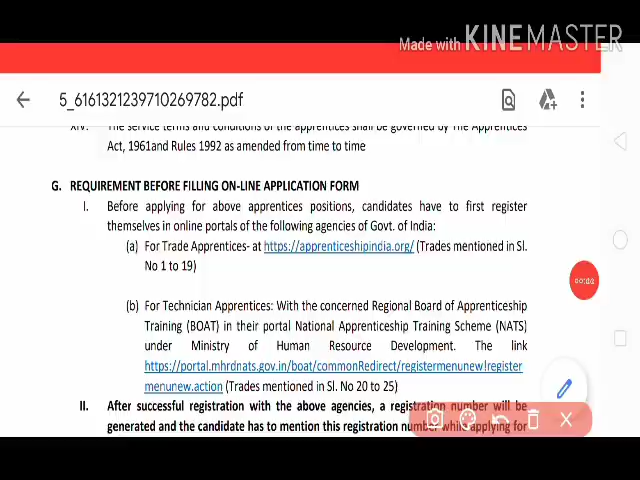 Made with KINEMASTER
5_6161321239710269782.pdf
XIV. The service terms and conditions of the apprentices shall be governed by The Apprentices
Act, 1961and Rules 1992 as amended from time to time
G. REQUIREMENT BEFORE FILLING ON-LINE APPLICATION FORM
I. Before applying for above apprentices positions, candidates have to first register
themselves in online portals of the following agencies of Govt. of India:
(a) For Trade Apprentices- at https://apprenticeshipindia.org/ (Trades mentioned in Sl.
No 1 to 19)
(b) For Technician Apprentices: With the concerned Regional Board of Apprenticeship
Training (BOAT) in their portal National Apprenticeship Training Scheme (NATS)
under Ministry of Human Resource Development. The link
https://portal.mhrdnats.gov.in/boat/commonRedirect/registermenunew!register
menunew.action (Trades mentioned in Sl. No 20 to 25)
II. After successful registration with the above agencies, a registration number will be
generated and the candidate has to mention this registration number while applying for